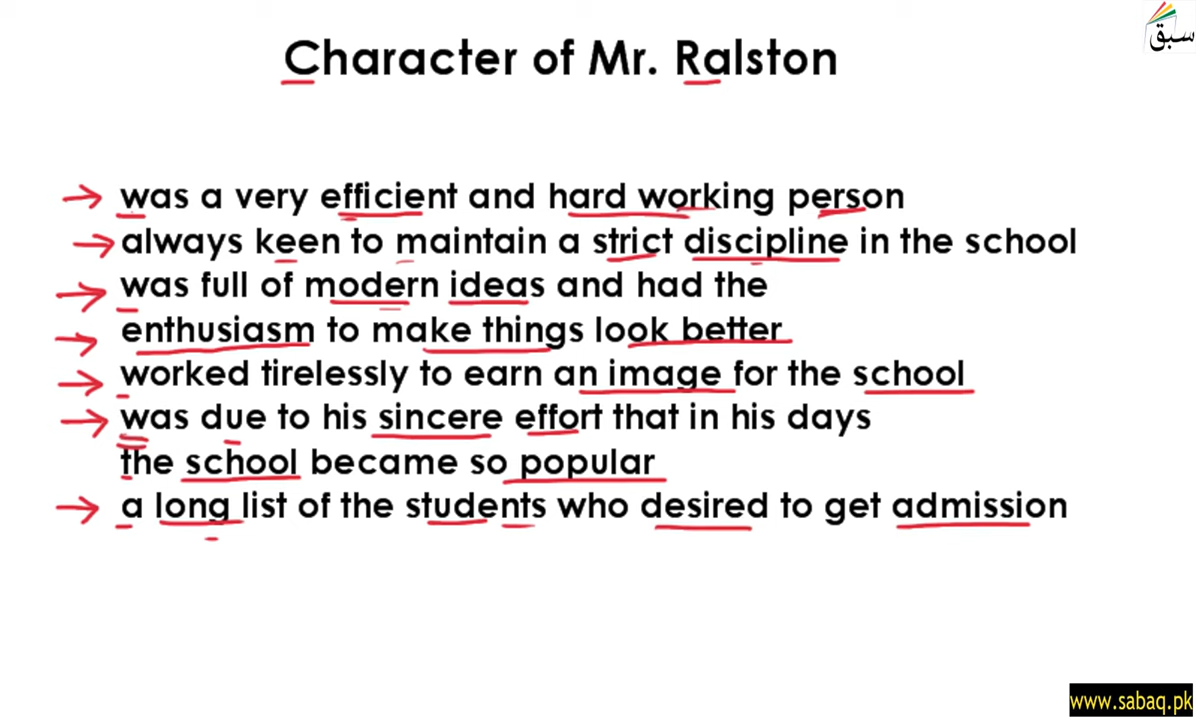 سبق
Character of Mr. Ralston
was a very efficient and hard working person
always keen to maintain a strict discipline in the school
was full of modern ideas and had the
enthusiasm to make things look better
worked tirelessly to earn an image for the school
was due to his sincere effort that in his days
the school became so popular
a long list of the students who desired to get admission
www.sabaq.pk